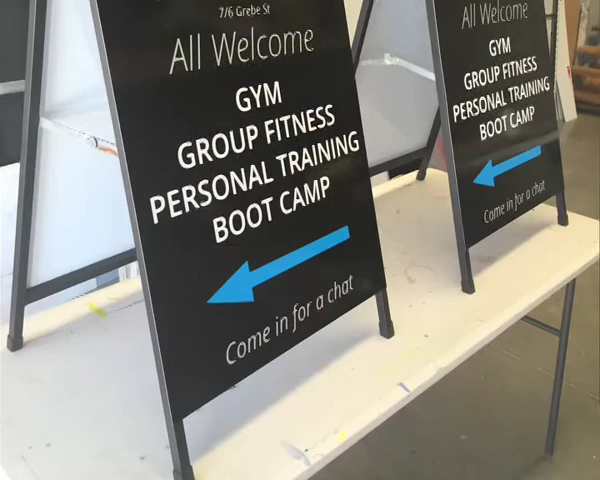 7/6 Grebe St
All Welcome
GYM
GROUP FITNESS
PERSONAL TRAINING
BOOT CAMP
Come in for a chat
All Welcome
GYM
GROUP FITNESS
PERSONAL TRAINING
BOOT CAMP
Come in for a chat